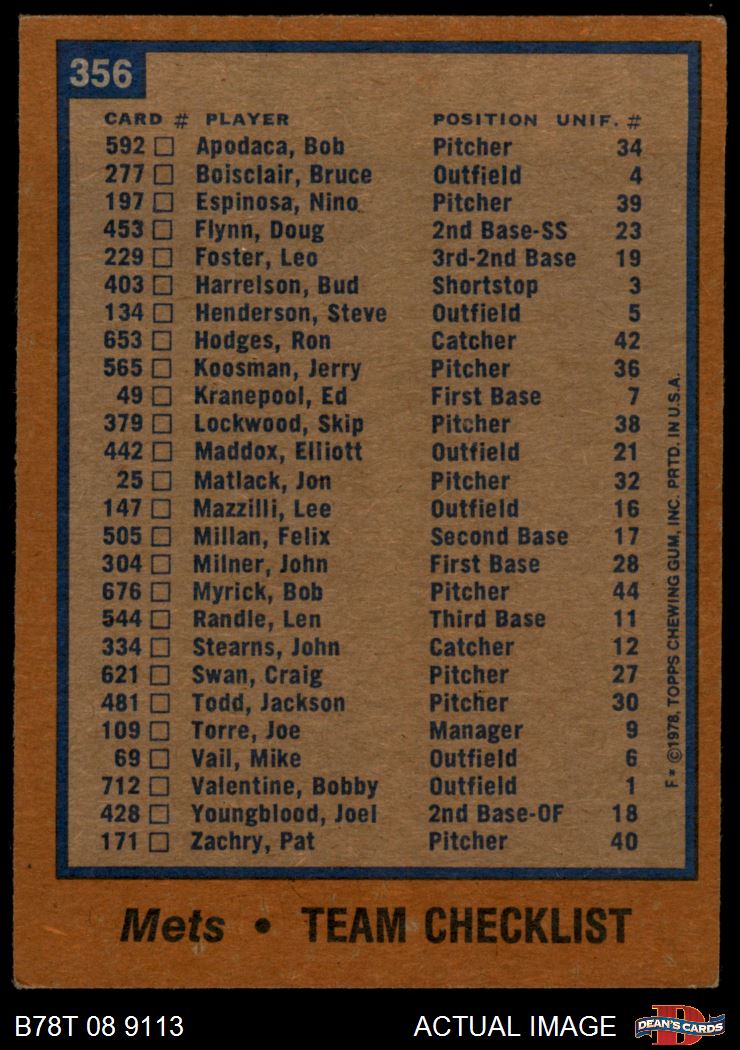 356
CARD # PLAYER POSITION UNIF. #
592 □ Apodaca, Bob Pitcher 34
277 □ Boisclair, Bruce Outfield 4
197 □ Espinosa, Nino Pitcher 39
453 □ Flynn, Doug 2nd Base-SS 23
229 □ Foster, Leo 3rd-2nd Base 19
403 □ Harrelson, Bud Shortstop 3
134 □ Henderson, Steve Outfield 5
653 □ Hodges, Ron Catcher 42
565 □ Koosman, Jerry Pitcher 36
49 □ Kranepool, Ed First Base 7
379 □ Lockwood, Skip Pitcher 38
442 □ Maddox, Elliott Outfield 21
25 □ Matlack, Jon Pitcher 32
147 □ Mazzilli, Lee Outfield 16
505 □ Millan, Felix Second Base 17
304 □ Milner, John First Base 28
676 □ Myrick, Bob Pitcher 44
544 □ Randle, Len Third Base 11
334 □ Stearns, John Catcher 12
621 □ Swan, Craig Pitcher 27
481 □ Todd, Jackson Pitcher 30
109 □ Torre, Joe Manager 9
69 □ Vail, Mike Outfield 6
712 □ Valentine, Bobby Outfield 1
428 □ Youngblood, Joel 2nd Base-OF 18
171 □ Zachry, Pat Pitcher 40
F* ©1978, TOPPS CHEWING GUM, INC. PRTD. IN U.S.A.
Mets • TEAM CHECKLIST
B78T 08 9113 ACTUAL IMAGE
D
DEAN'S CARDS